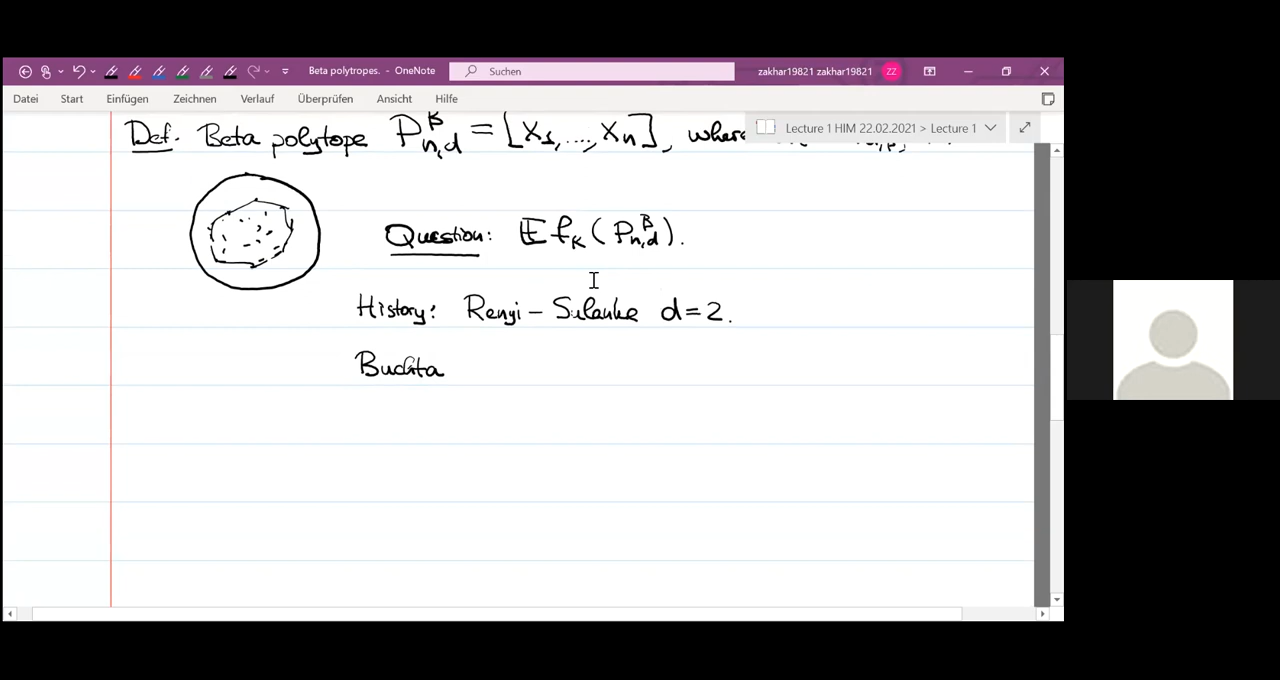 Beta polytopes. - OneNote
Suchen
zakhar19821 zakhar19821
ZZ
Datei Start Einfügen Zeichnen Verlauf Überprüfen Ansicht Hilfe
Lecture 1 HIM 22.02.2021 > Lecture 1
Def. Beta polytope P^β_{n,d} = [X_1, ..., X_n], where
Question: 𝔼 f_k (P^β_{n,d}).
History: Renyi - Sulanke d = 2.
Buchta